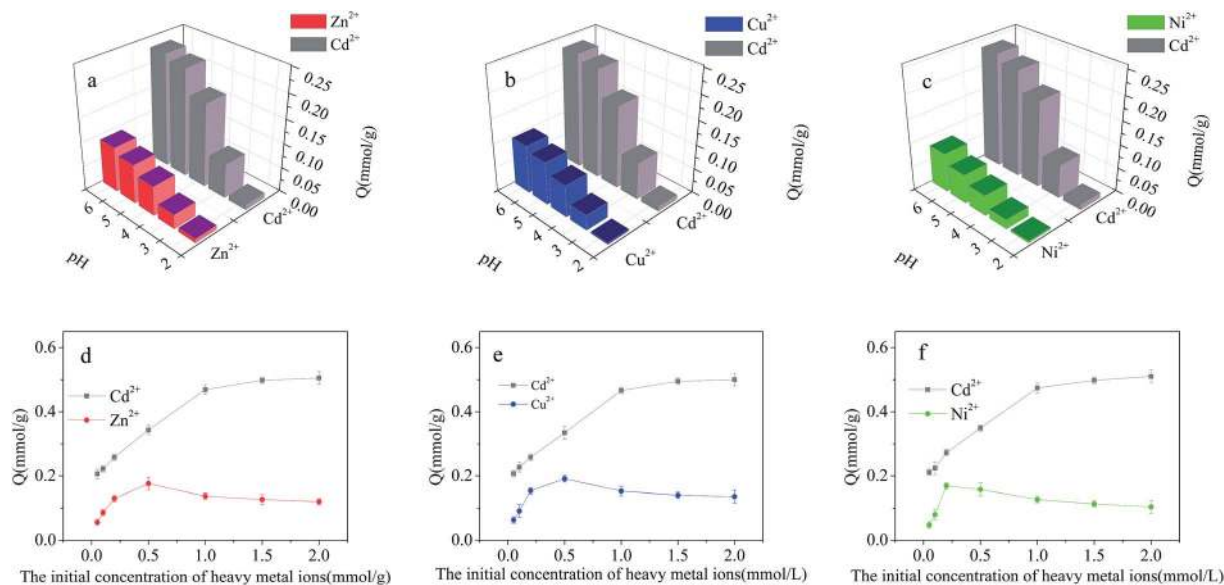 Zn²⁺
Cd²⁺
a
0.25
0.20
0.15
0.10
0.05
0.00
Q(mmol/g)
6
5
4
3
2
pH
Zn²⁺
Cd²⁺
Cu²⁺
Cd²⁺
b
0.25
0.20
0.15
0.10
0.05
0.00
Q(mmol/g)
6
5
4
3
2
pH
Cu²⁺
Cd²⁺
Ni²⁺
Cd²⁺
c
0.25
0.20
0.15
0.10
0.05
0.00
Q(mmol/g)
6
5
4
3
2
pH
Ni²⁺
Cd²⁺
d
Cd²⁺
Zn²⁺
Q(mmol/g)
0.6
0.4
0.2
0.0
0.0 0.5 1.0 1.5 2.0
The initial concentration of heavy metal ions(mmol/g)
e
Cd²⁺
Cu²⁺
Q(mmol/g)
0.6
0.4
0.2
0.0
0.0 0.5 1.0 1.5 2.0
The initial concentration of heavy metal ions(mmol/L)
f
Cd²⁺
Ni²⁺
Q(mmol/g)
0.6
0.4
0.2
0.0
0.0 0.5 1.0 1.5 2.0
The initial concentration of heavy metal ions(mmol/L)